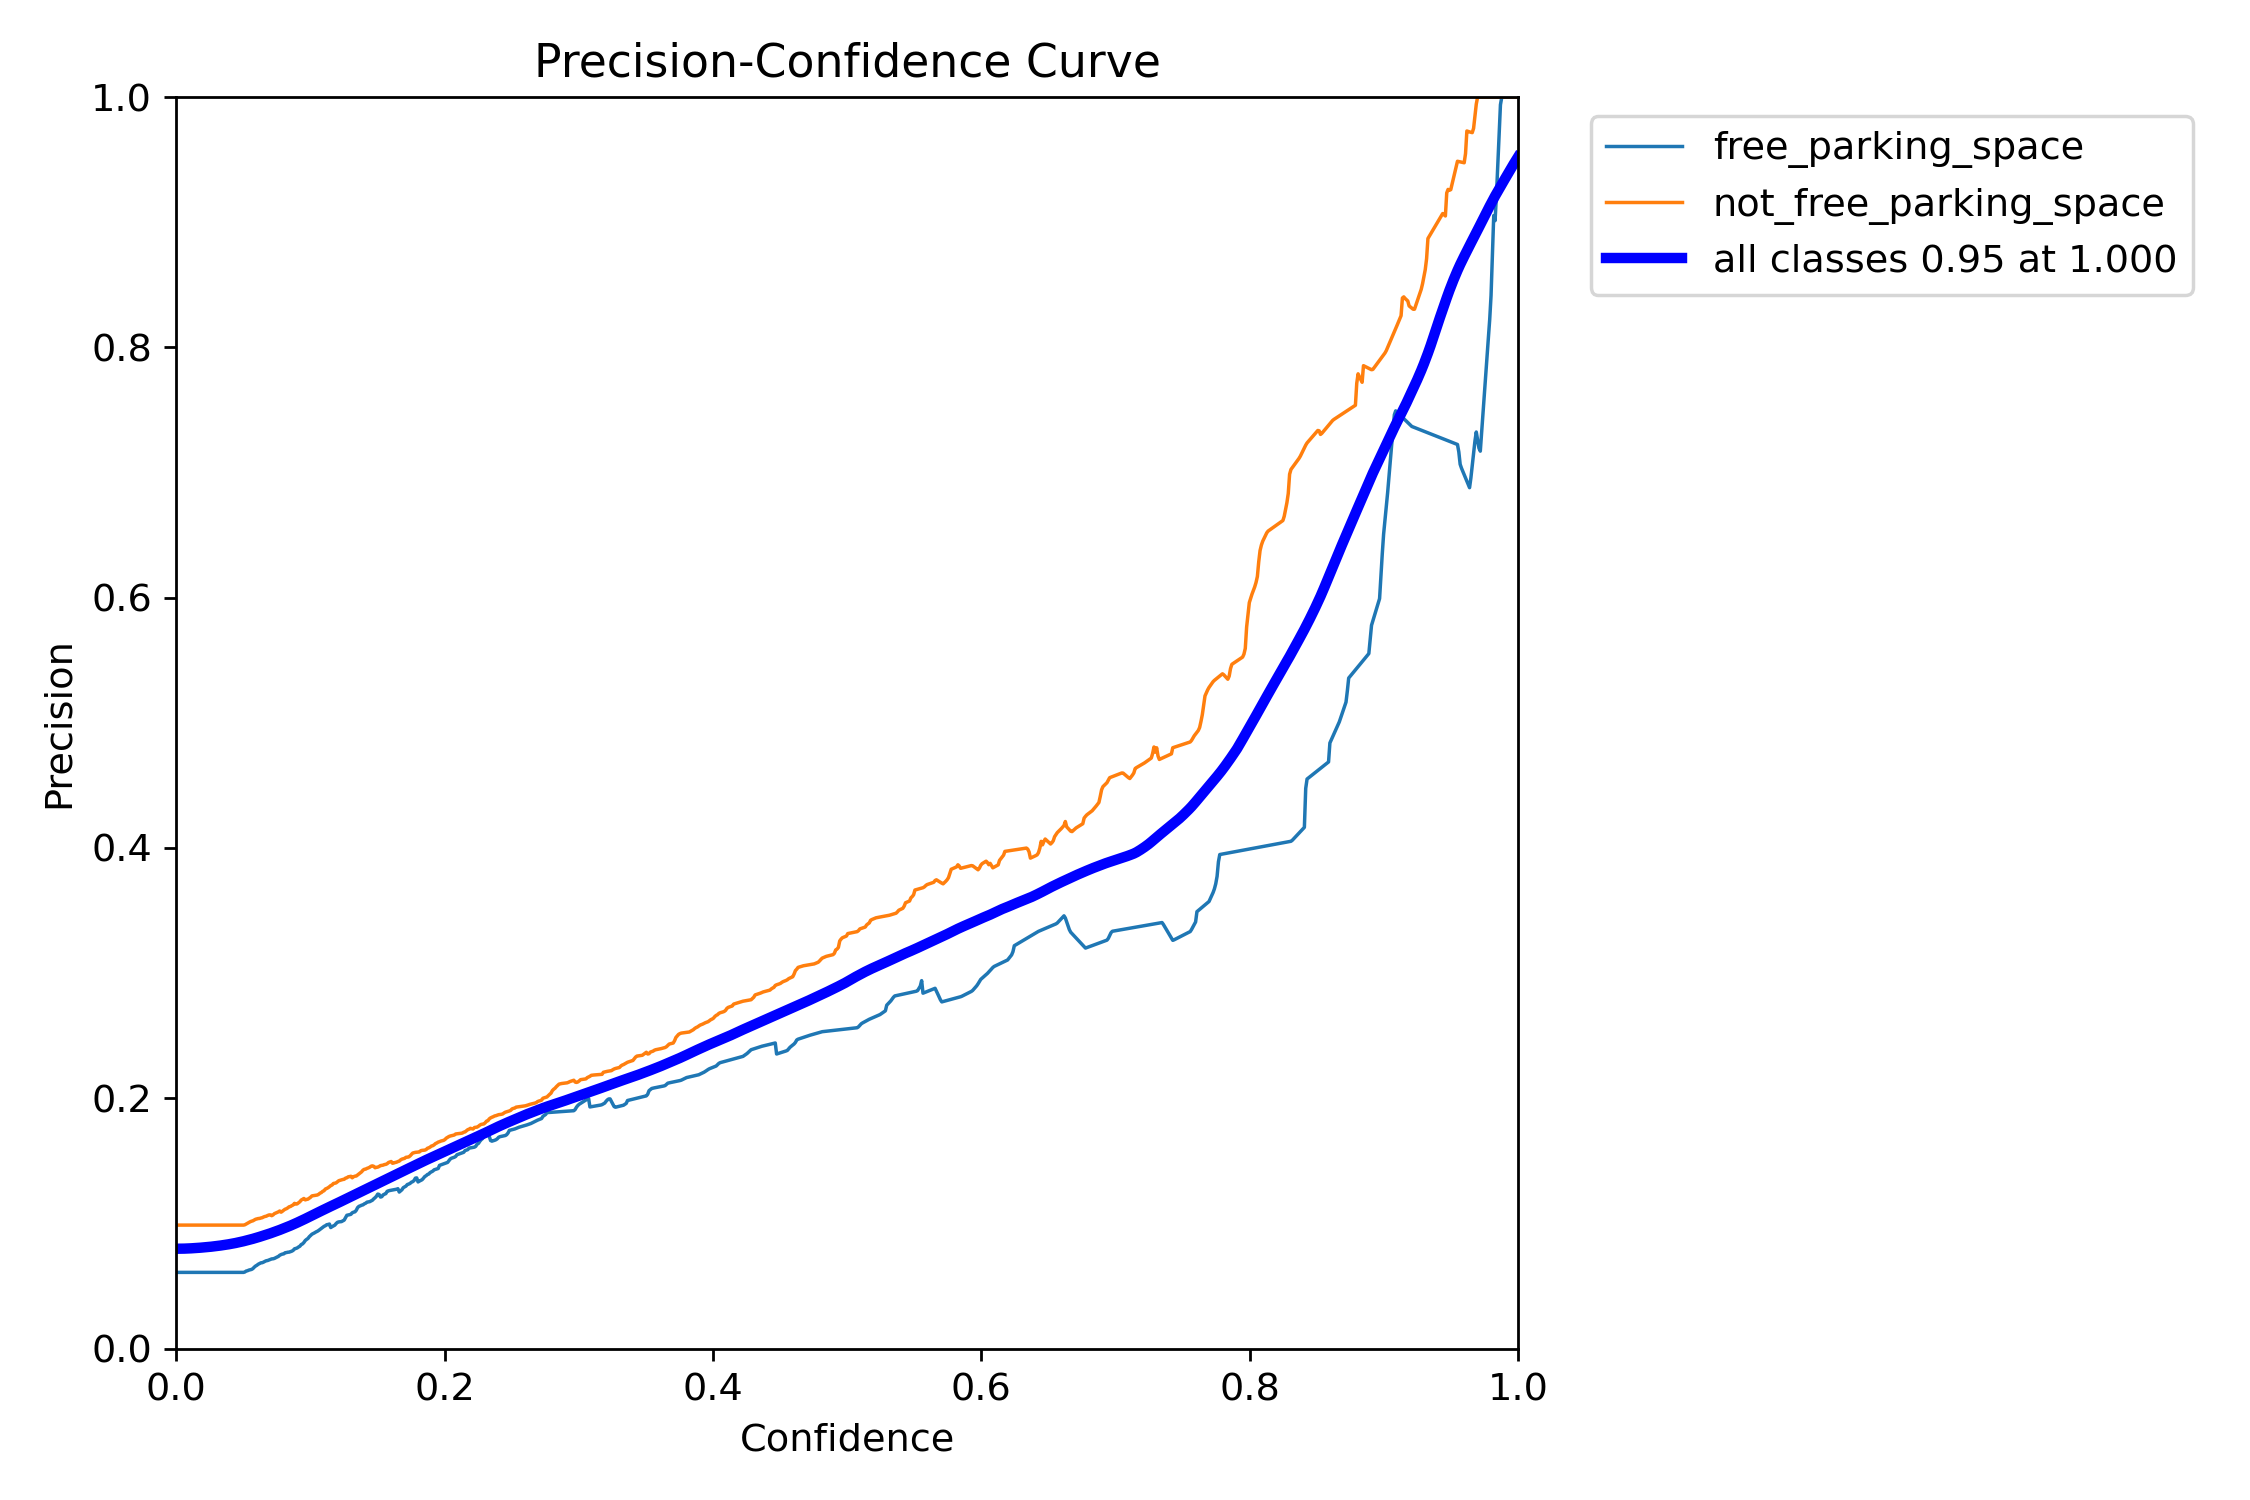 Precision-Confidence Curve
1.0
0.8
0.6
0.4
0.2
0.0
Precision
0.0 0.2 0.4 0.6 0.8 1.0
Confidence
free_parking_space
not_free_parking_space
all classes 0.95 at 1.000